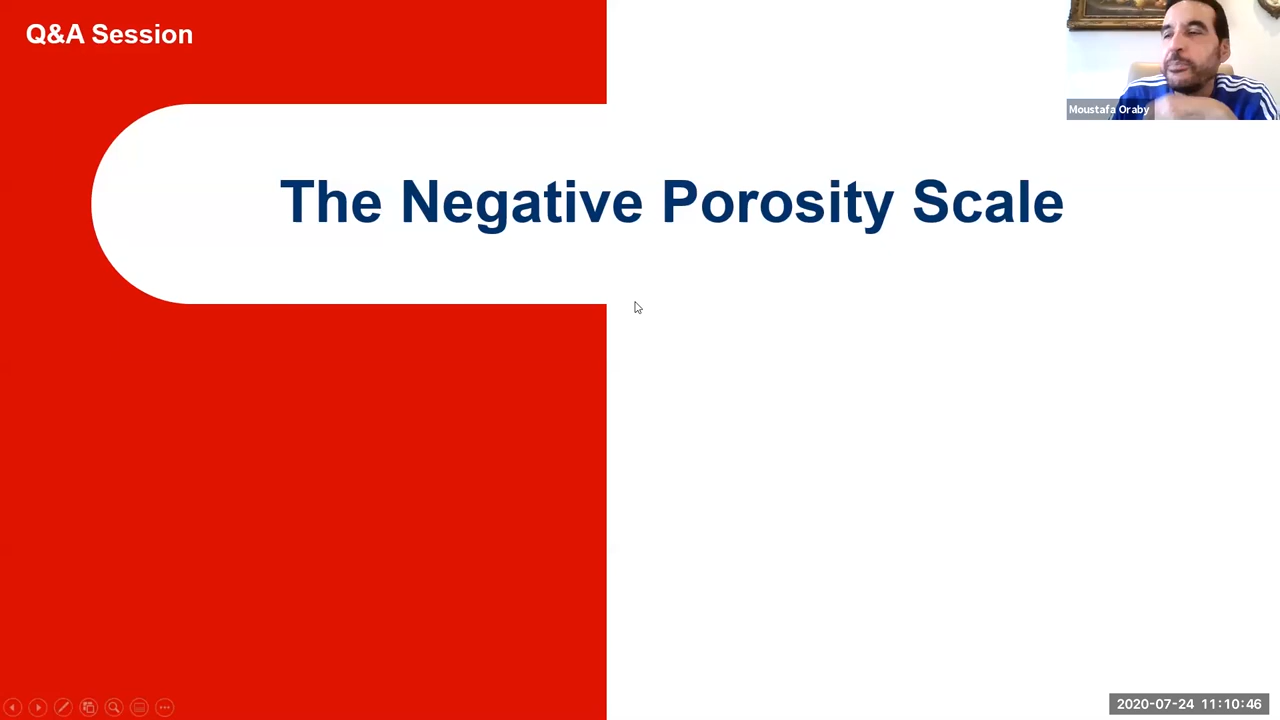 Q&A Session
Moustafa Oraby
The Negative Porosity Scale
2020-07-24 11:10:46